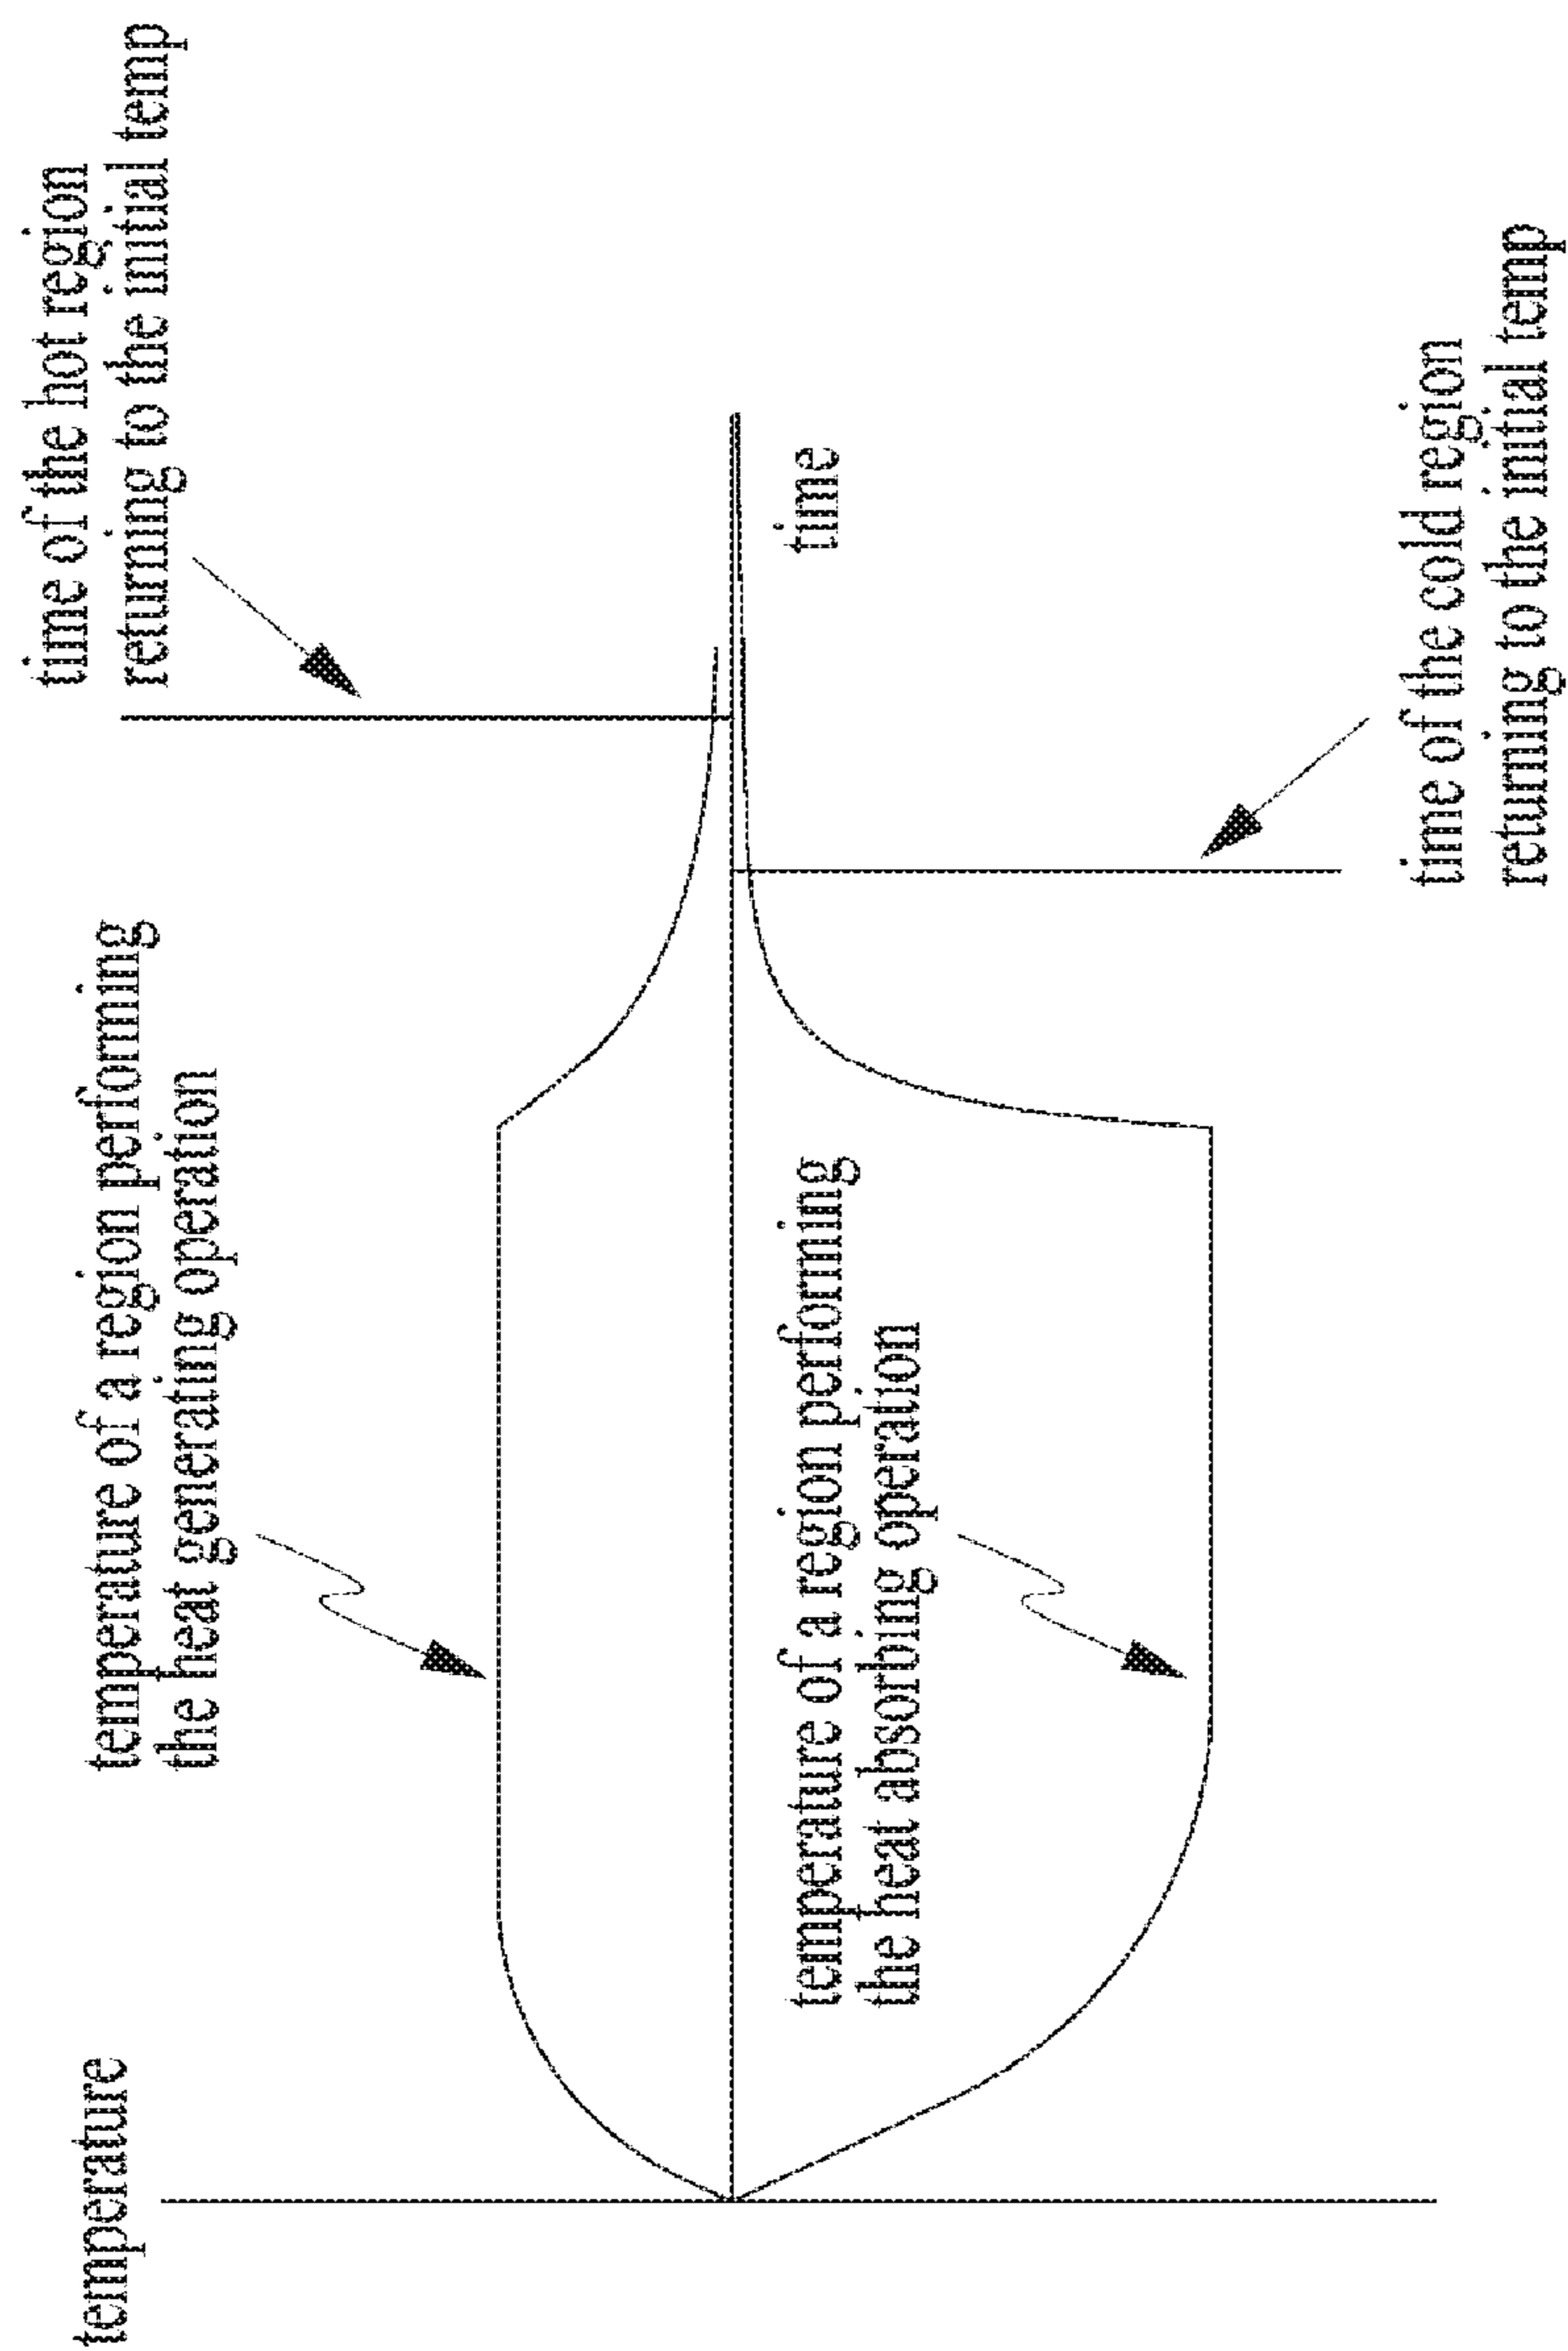 temperature
temperature of a region performing
the heat generating operation
time of the hot region
returning to the initial temp
temperature of a region performing
the heat absorbing operation
time
time of the cold region
returning to the initial temp